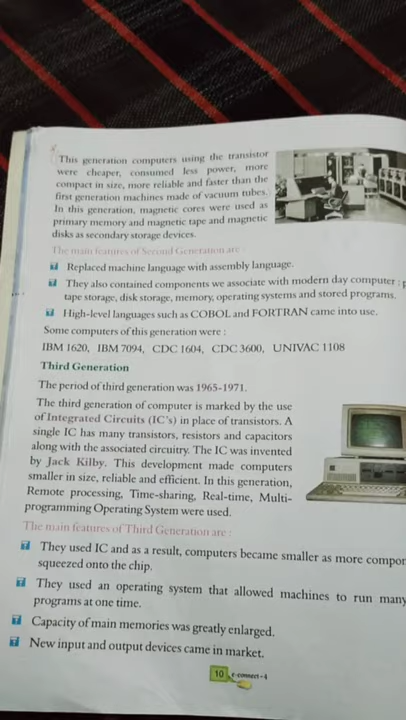 This generation computers using the transistor
were cheaper, consumed less power, more
compact in size, more reliable and faster than the
first generation machines made of vacuum tubes.
In this generation, magnetic cores were used as
primary memory and magnetic tape and magnetic
disks as secondary storage devices.
The main features of Second Generation are :
Replaced machine language with assembly language.
They also contained components we associate with modern day computer : p
tape storage, disk storage, memory, operating systems and stored programs.
High-level languages such as COBOL and FORTRAN came into use.
Some computers of this generation were :
IBM 1620, IBM 7094, CDC 1604, CDC 3600, UNIVAC 1108
Third Generation
The period of third generation was 1965-1971.
The third generation of computer is marked by the use
of Integrated Circuits (IC's) in place of transistors. A
single IC has many transistors, resistors and capacitors
along with the associated circuitry. The IC was invented
by Jack Kilby. This development made computers
smaller in size, reliable and efficient. In this generation,
Remote processing, Time-sharing, Real-time, Multi-
programming Operating System were used.
The main features of Third Generation are :
They used IC and as a result, computers became smaller as more compor
squeezed onto the chip.
They used an operating system that allowed machines to run many
programs at one time.
Capacity of main memories was greatly enlarged.
New input and output devices came in market.
10 e-connect-4